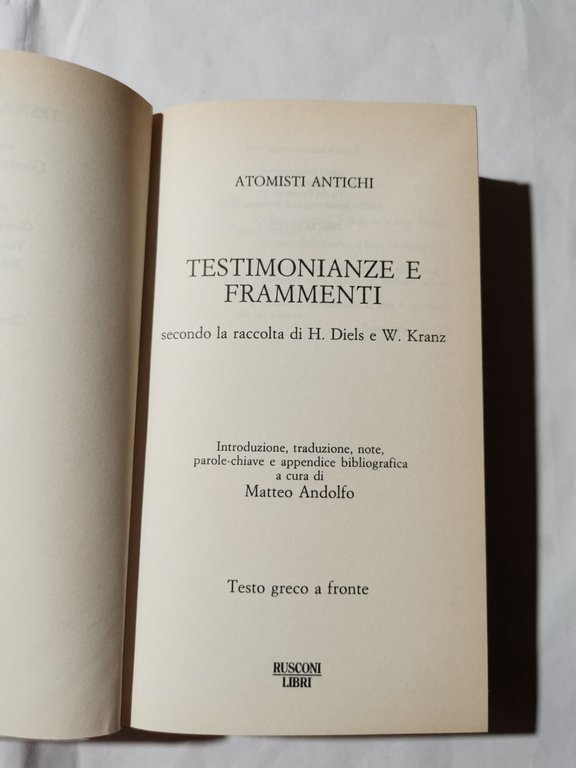 ATOMISTI ANTICHI
TESTIMONIANZE E
FRAMMENTI
secondo la raccolta di H. Diels e W. Kranz
Introduzione, traduzione, note,
parole-chiave e appendice bibliografica
a cura di
Matteo Andolfo
Testo greco a fronte
RUSCONI
LIBRI